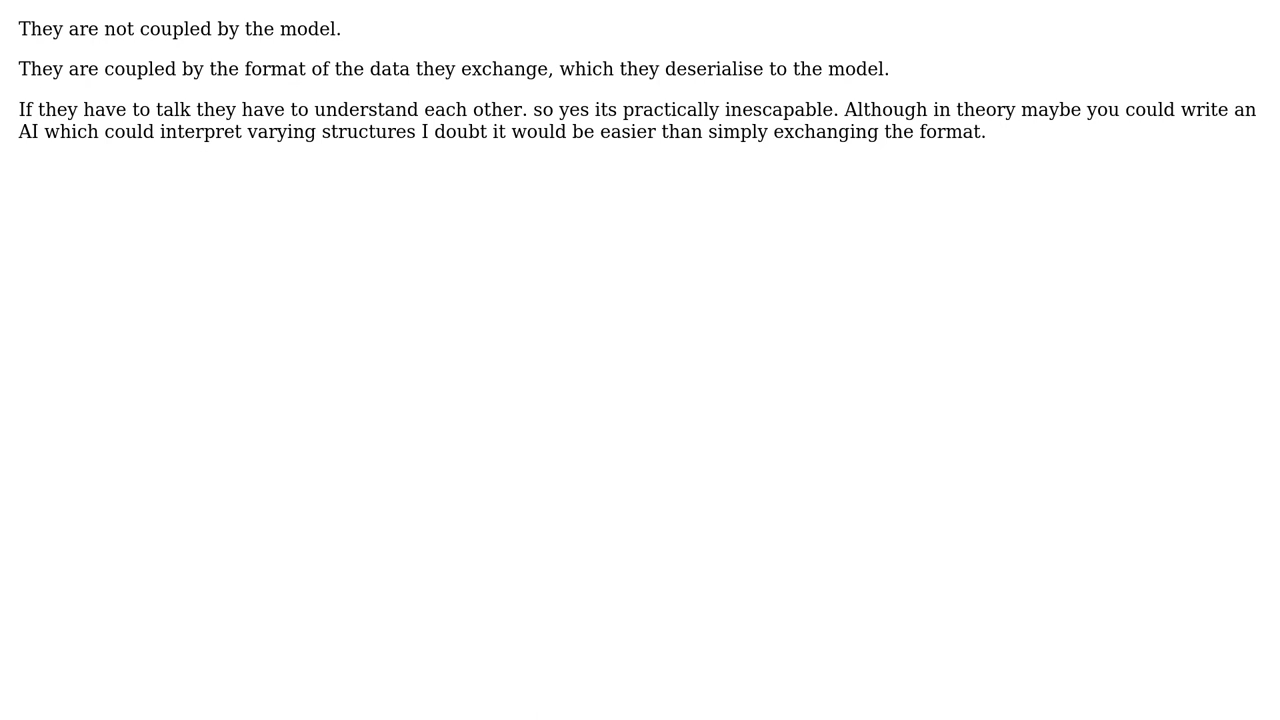 They are not coupled by the model.
They are coupled by the format of the data they exchange, which they deserialise to the model.
If they have to talk they have to understand each other. so yes its practically inescapable. Although in theory maybe you could write an
AI which could interpret varying structures I doubt it would be easier than simply exchanging the format.